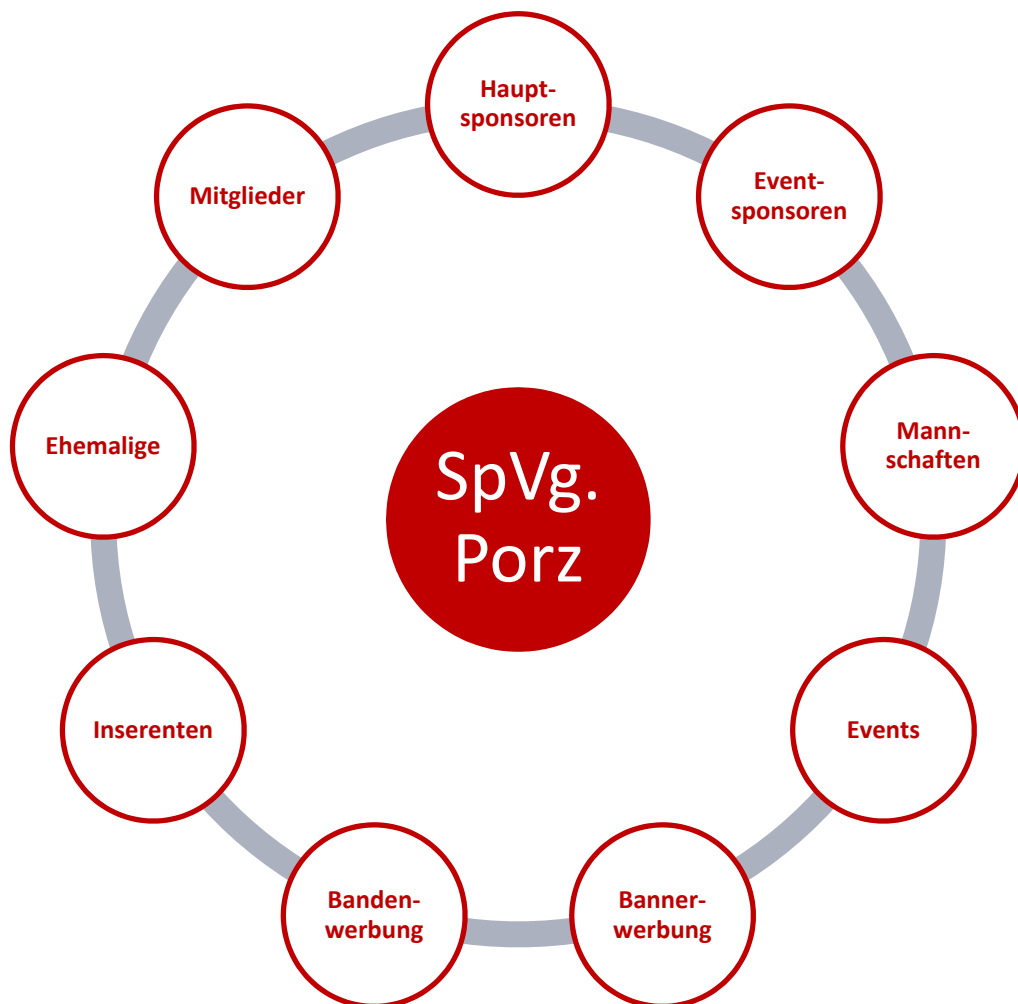 Haupt-
sponsoren
Event-
sponsoren
Mitglieder
Mann-
schaften
Ehemalige
SpVg.
Porz
Inserenten
Events
Banden-
werbung
Banner-
werbung